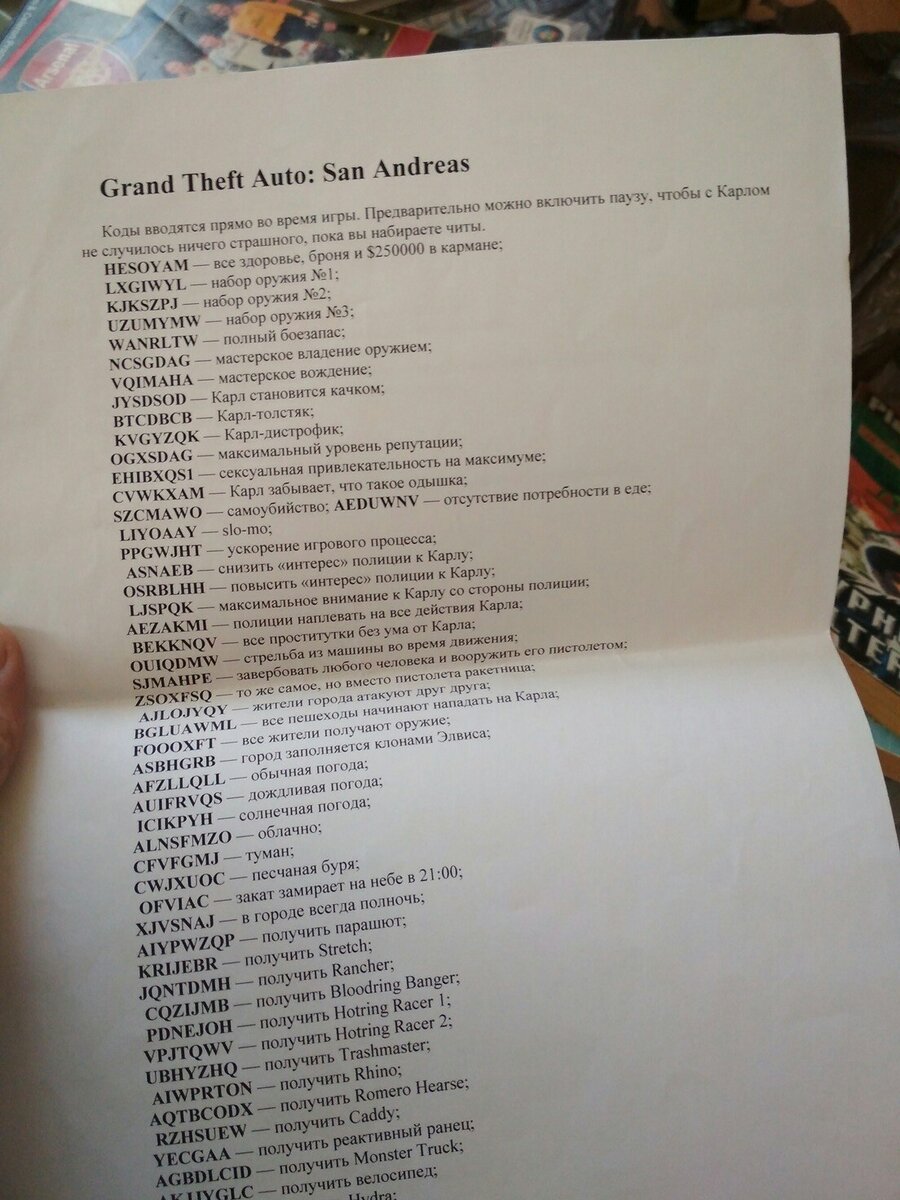 Arsenal
Grand Theft Auto: San Andreas
Коды вводятся прямо во время игры. Предварительно можно включить паузу, чтобы с Карлом
не случилось ничего страшного, пока вы набираете читы.
HESOYAM — все здоровье, броня и $250000 в кармане;
LXGIWYL — набор оружия №1;
KJKSZPJ — набор оружия №2;
UZUMYMW — набор оружия №3;
WANRLTW — полный боезапас;
NCSGDAG — мастерское владение оружием;
VQIMAHA — мастерское вождение;
JYSDSOD — Карл становится качком;
BTCDBCB — Карл-толстяк;
KVGYZQK — Карл-дистрофик;
OGXSDAG — максимальный уровень репутации;
EHIBXQS1 — сексуальная привлекательность на максимуме;
CVWKXAM — Карл забывает, что такое одышка;
SZCMAWO — самоубийство; AEDUWNV — отсутствие потребности в еде;
LIYOAAY — slo-mo;
PPGWJHT — ускорение игрового процесса;
ASNAEB — снизить «интерес» полиции к Карлу;
OSRBLHH — повысить «интерес» полиции к Карлу;
LJSPQK — максимальное внимание к Карлу со стороны полиции;
AEZAKMI — полиции наплевать на все действия Карла;
BEKKNQV — все проститутки без ума от Карла;
OUIQDMW — стрельба из машины во время движения;
SJMAHPE — завербовать любого человека и вооружить его пистолетом;
ZSOXFSQ — то же самое, но вместо пистолета ракетница;
AJLOJYQY — жители города атакуют друг друга;
BGLUAWML — все пешеходы начинают нападать на Карла;
FOOOXFT — все жители получают оружие;
ASBHGRB — город заполняется клонами Элвиса;
AFZLLQLL — обычная погода;
AUIFRVQS — дождливая погода;
ICIKPYH — солнечная погода;
ALNSFMZO — облачно;
CFVFGMJ — туман;
CWJXUOC — песчаная буря;
OFVIAC — закат замирает на небе в 21:00;
XJVSNAJ — в городе всегда полночь;
AIYPWZQP — получить парашют;
KRIJEBR — получить Stretch;
JQNTDMH — получить Rancher;
CQZIJMB — получить Bloodring Banger;
PDNEJOH — получить Hotring Racer 1;
VPJTQWV — получить Hotring Racer 2;
UBHYZHQ — получить Trashmaster;
AIWPRTON — получить Rhino;
AQTBCODX — получить Romero Hearse;
RZHSUEW — получить Caddy;
YECGAA — получить реактивный ранец;
AGBDLCID — получить Monster Truck;
AKJJYGLC — получить велосипед;
Hydra;